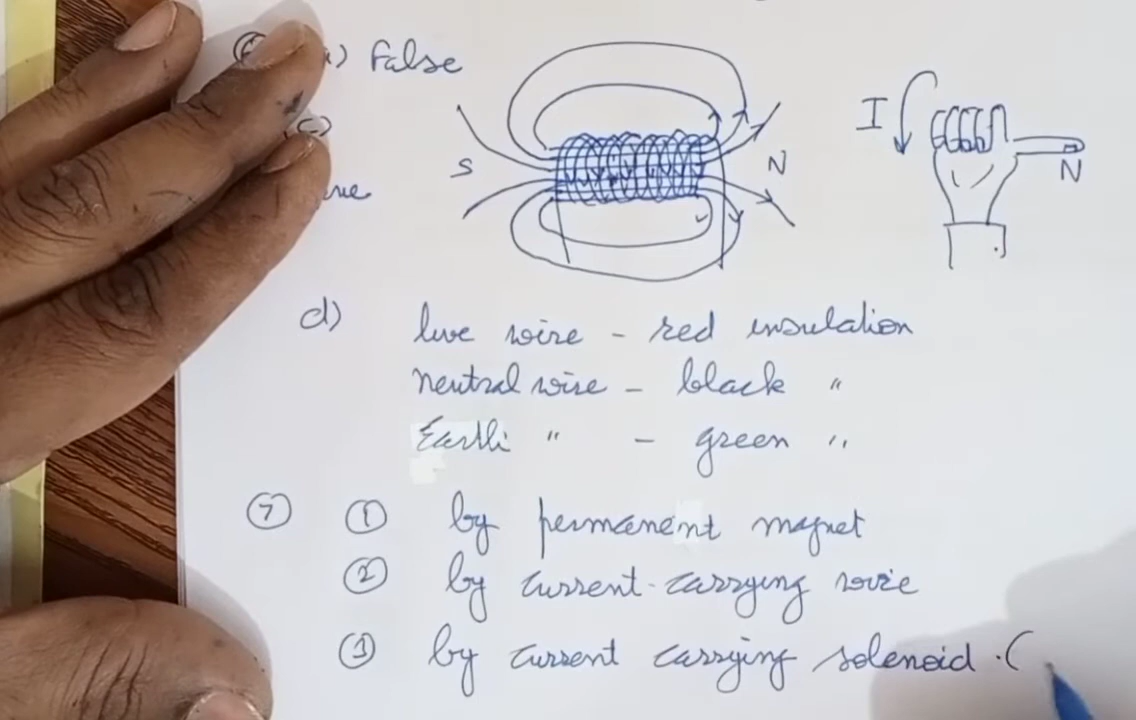 a) False
I
S
N
N
c)
d) live wire - red insulation
neutral wire - black "
Earth " - green "
7 1 by permanent magnet
2 by current-carrying wire
3 by current carrying solenoid. (